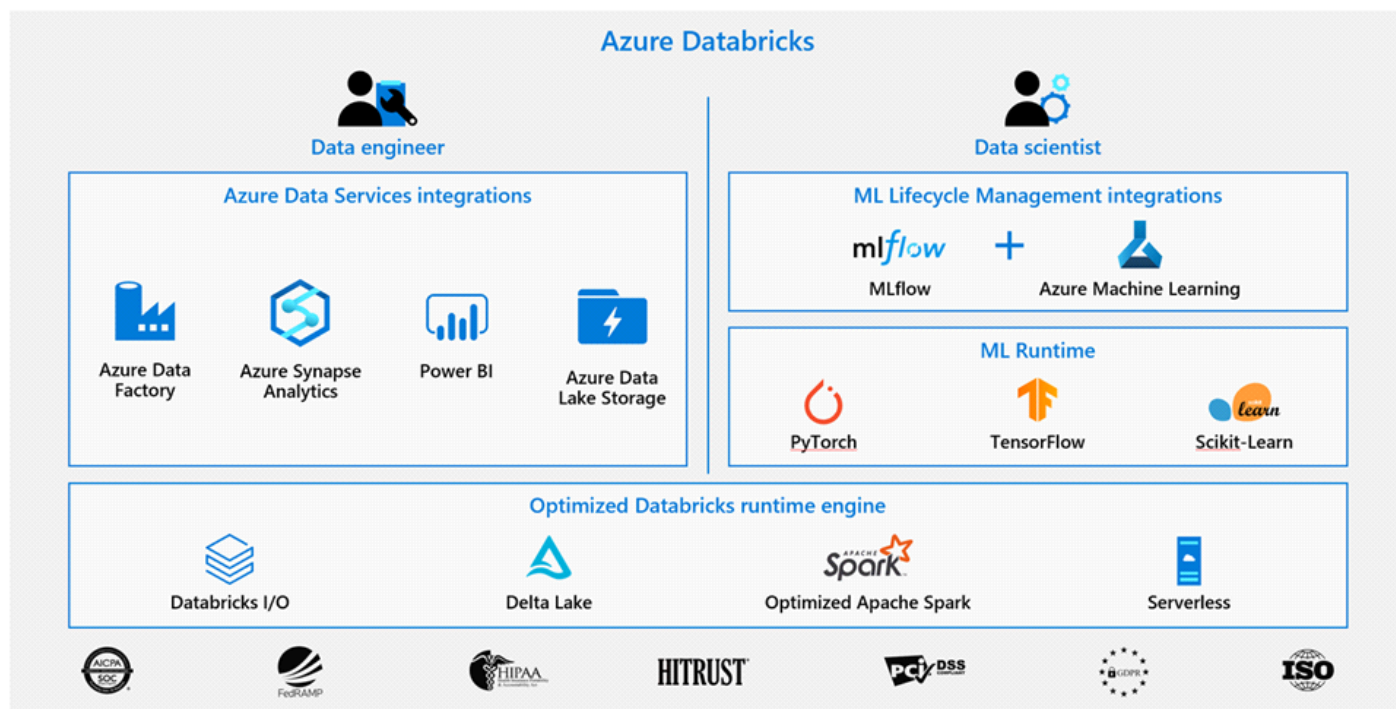 Azure Databricks
Data engineer
Data scientist
Azure Data Services integrations
Azure Data
Factory
Azure Synapse
Analytics
Power BI
Azure Data
Lake Storage
ML Lifecycle Management integrations
mlflow
+
MLflow
Azure Machine Learning
ML Runtime
PyTorch
TF
TensorFlow
learn
Scikit-Learn
Optimized Databricks runtime engine
Databricks I/O
Delta Lake
APACHE
Spark
Optimized Apache Spark
Serverless
AICPA
SOC
FedRAMP
HIPAA
HITRUST
PCI DSS
COMPLIANT
GDPR
ISO